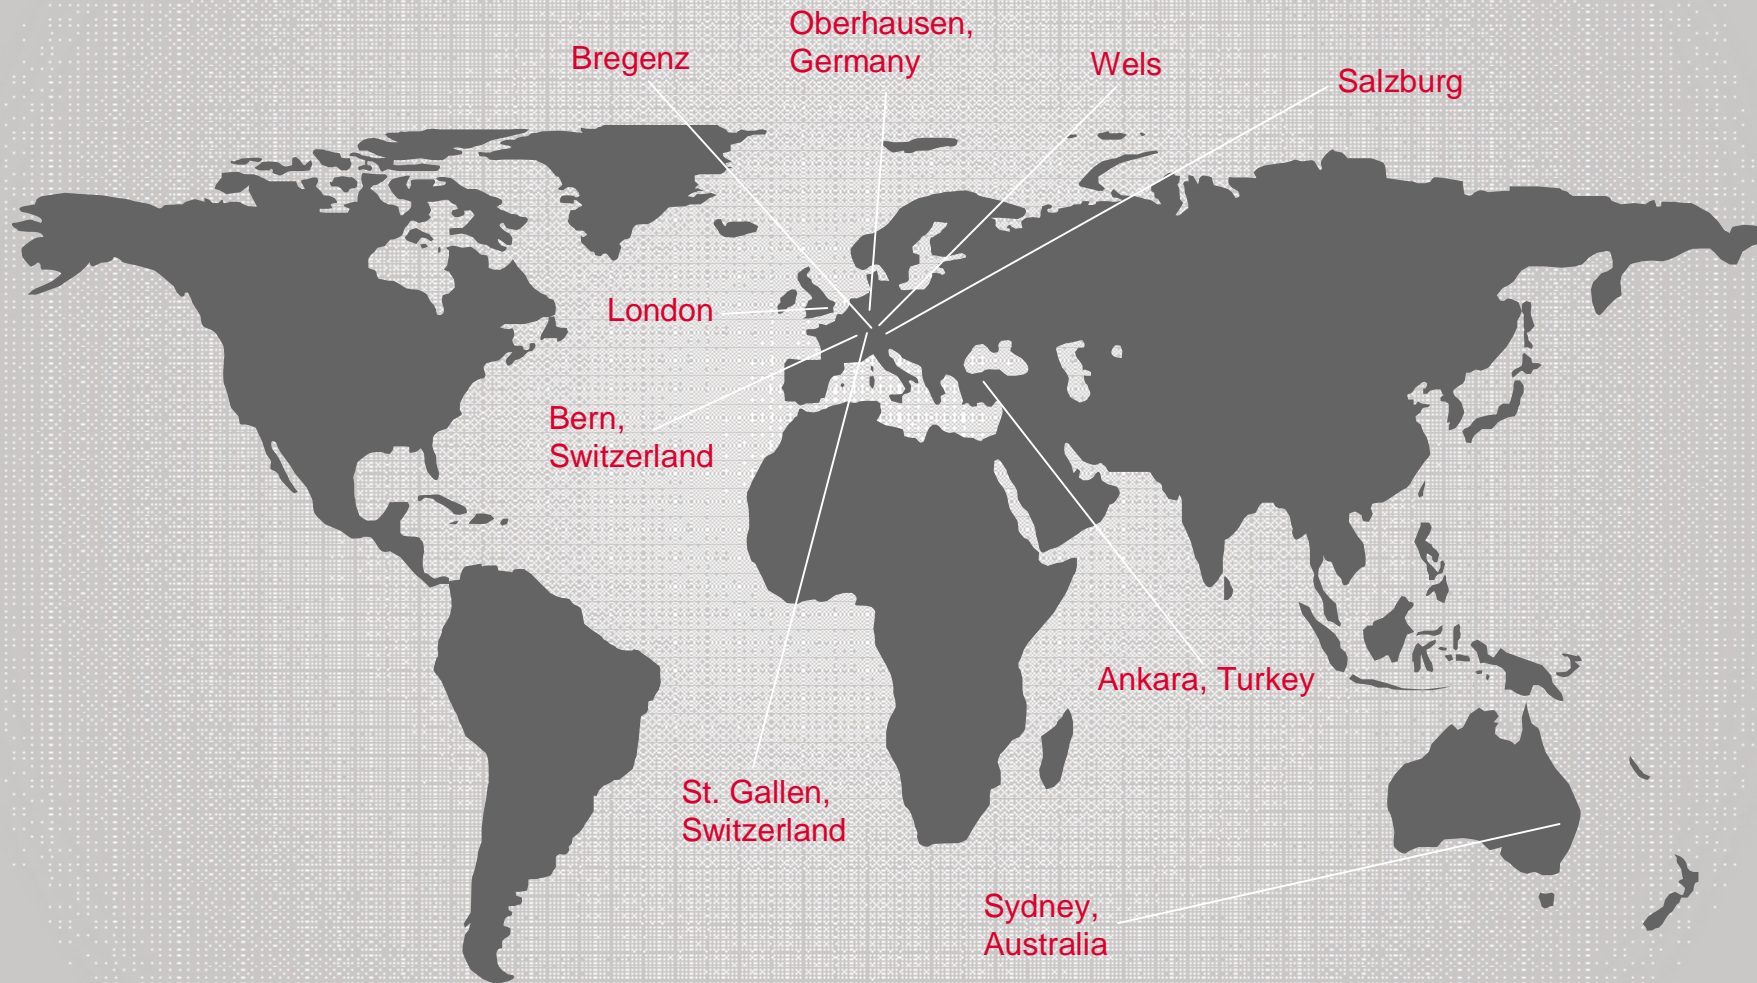 Oberhausen,
Germany
Bregenz
Wels
Salzburg
London
Bern,
Switzerland
Ankara, Turkey
St. Gallen,
Switzerland
Sydney,
Australia